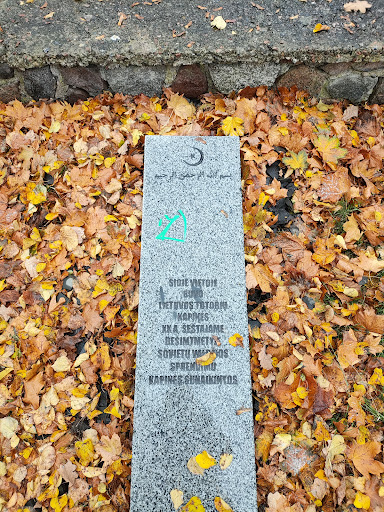 بسم الله الرحمن الرحيم
ŠIOJE VIETOJE
BUVO
LIETUVOS TOTORIŲ
KAPINĖS.
XX A. ŠEŠTAJAME
DEŠIMTMETYJE
SOVIETŲ VALDŽIOS
SPRENDIMU
KAPINĖS SUNAIKINTOS